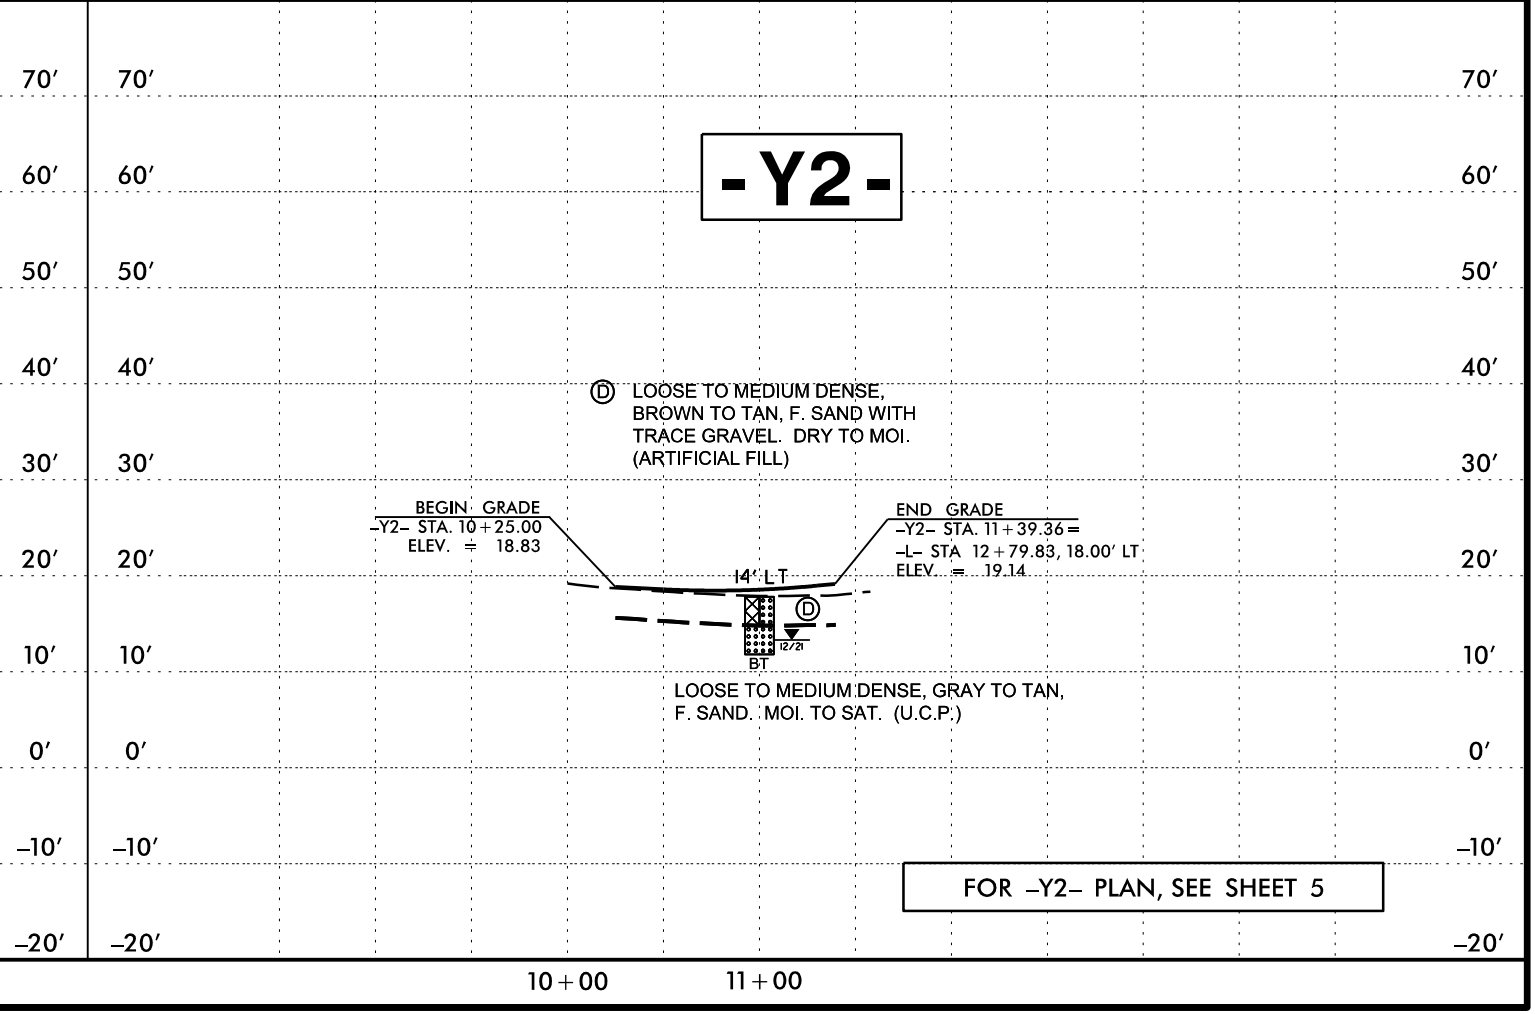 70' 70' 70'
-Y2-
60' 60' 60'
50' 50' 50'
40' 40' 40'
D LOOSE TO MEDIUM DENSE,
BROWN TO TAN, F. SAND WITH
TRACE GRAVEL. DRY TO MOI.
(ARTIFICIAL FILL)
30' 30' 30'
BEGIN GRADE
-Y2- STA. 10+25.00
ELEV. = 18.83
END GRADE
-Y2- STA. 11+39.36=
-L- STA 12+79.83, 18.00' LT
ELEV. = 19.14
20' 20' 20'
14' LT
D
12/21
BT
10' 10' 10'
LOOSE TO MEDIUM DENSE, GRAY TO TAN,
F. SAND. MOI. TO SAT. (U.C.P.)
0' 0' 0'
-10' -10' -10'
FOR -Y2- PLAN, SEE SHEET 5
-20' -20' -20'
10+00 11+00